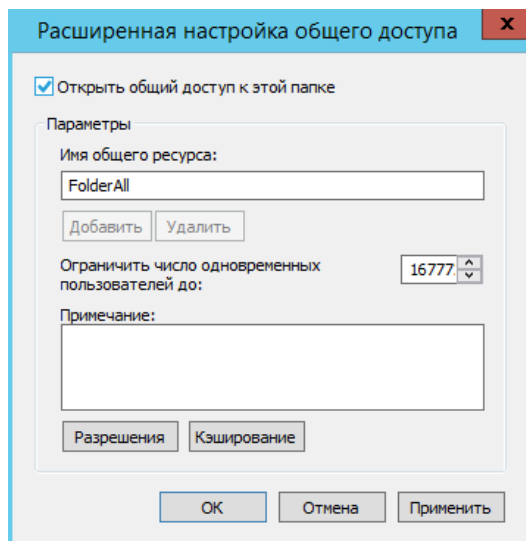 Расширенная настройка общего доступа
x
Открыть общий доступ к этой папке
Параметры
Имя общего ресурса:
FolderAll
Добавить Удалить
Ограничить число одновременных 16777
пользователей до:
Примечание:
Разрешения Кэширование
ОК Отмена Применить